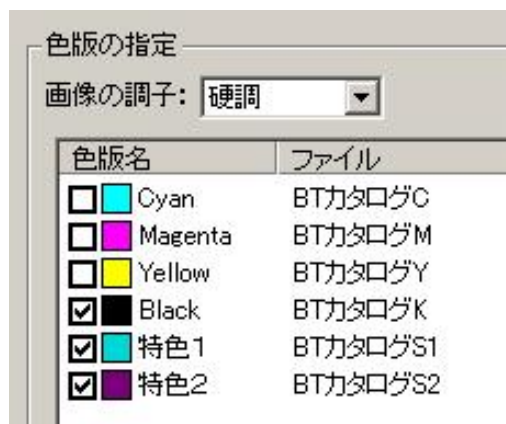 色版の指定
画像の調子: 硬調
色版名 ファイル
Cyan BTカタログC
Magenta BTカタログM
Yellow BTカタログY
Black BTカタログK
特色1 BTカタログS1
特色2 BTカタログS2